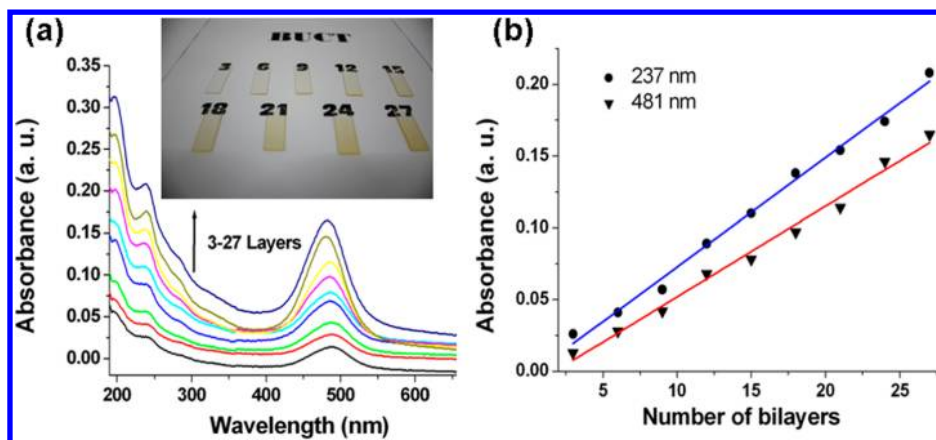 (a)
BUCT
3 6 9 12 15
18 21 24 27
3-27 Layers
0.35
0.30
0.25
0.20
0.15
0.10
0.05
0.00
Absorbance (a. u.)
200 300 400 500 600
Wavelength (nm)
(b)
237 nm
481 nm
0.20
0.15
0.10
0.05
0.00
Absorbance (a. u.)
5 10 15 20 25
Number of bilayers